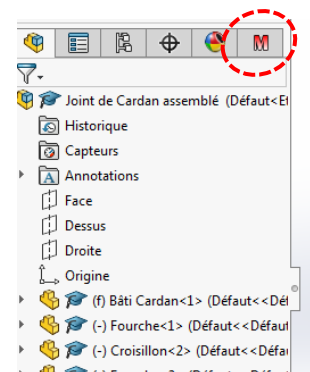 M
Joint de Cardan assemblé (Défaut<Et
Historique
Capteurs
A Annotations
Face
Dessus
Droite
Origine
(f) Bâti Cardan<1> (Défaut<<Déf
(-) Fourche<1> (Défaut<<Défaut
(-) Croisillon<2> (Défaut<<Défau